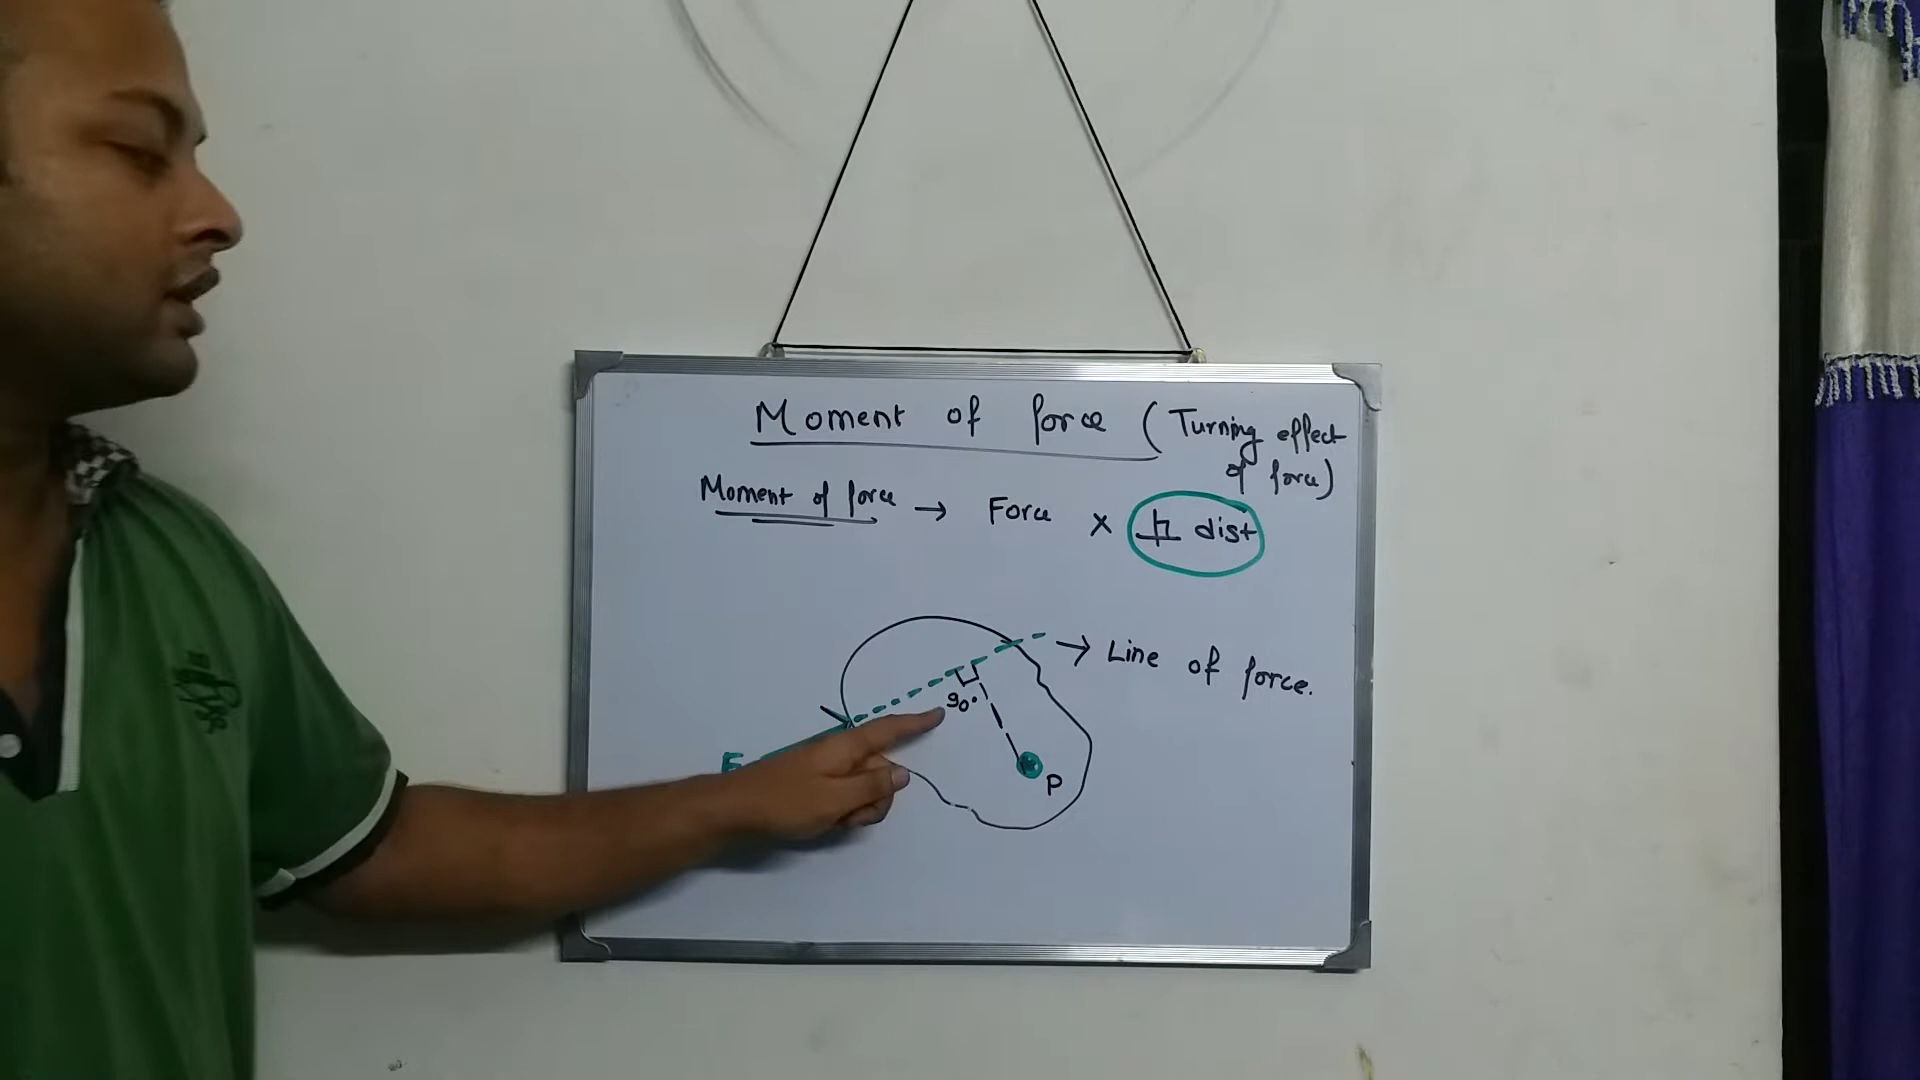 Moment of force (Turning effect
of force)
Moment of force → Force × ⊥ dist
→ Line of force.
90°
F
P